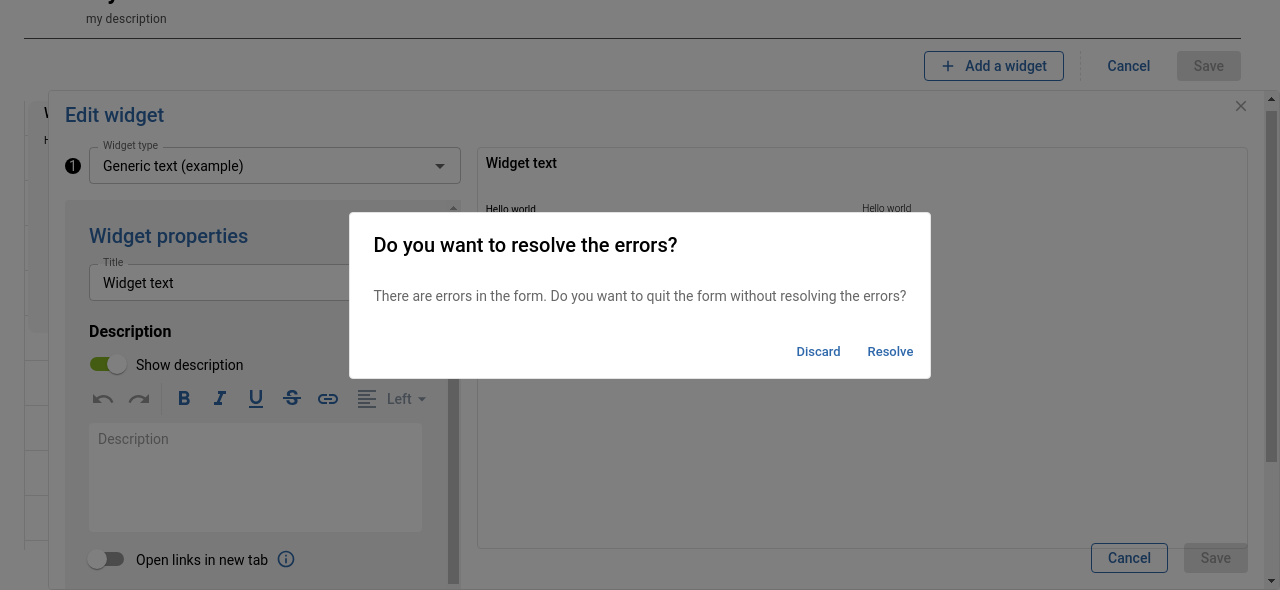 my description
Add a widget
Cancel
Save
Edit widget
Widget type
1
Generic text (example)
Widget text
Hello world
Hello world
Widget properties
Title
Widget text
Do you want to resolve the errors?
There are errors in the form. Do you want to quit the form without resolving the errors?
Discard
Resolve
Description
Show description
B I U S
Left
Description
Open links in new tab
Cancel
Save